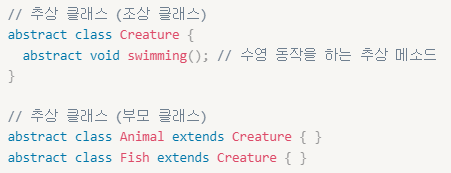 // 추상 클래스 (조상 클래스)
abstract class Creature {
  abstract void swimming(); // 수영 동작을 하는 추상 메소드
}

// 추상 클래스 (부모 클래스)
abstract class Animal extends Creature { }
abstract class Fish extends Creature { }